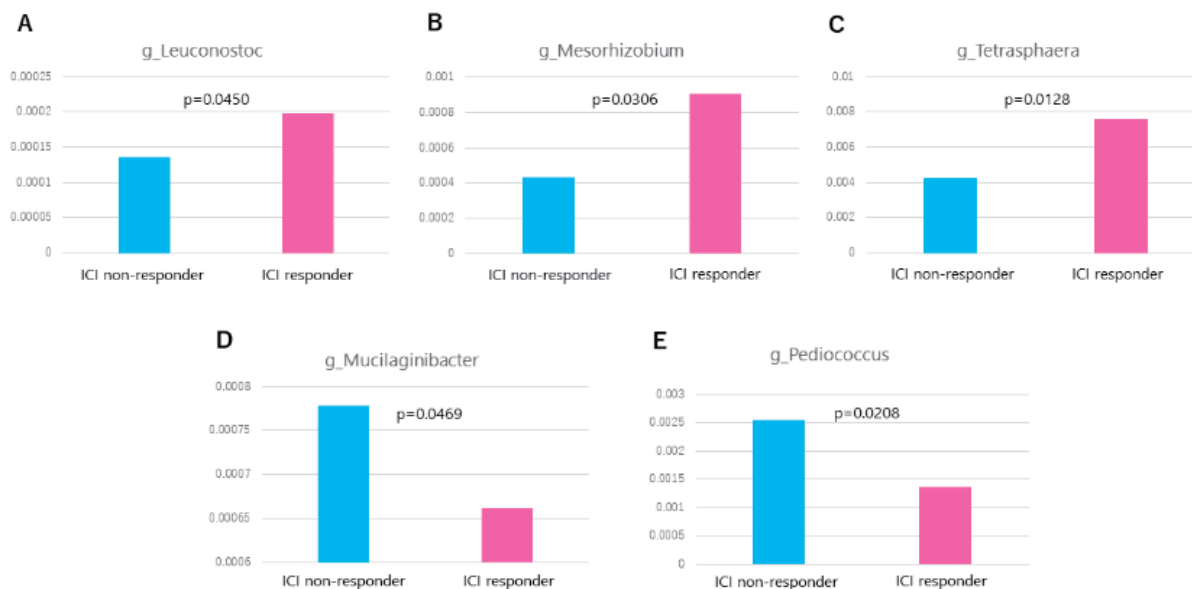 A
g_Leuconostoc
0.00025
0.0002
0.00015
0.0001
0.00005
0
p=0.0450
ICI non-responder
ICI responder
B
g_Mesorhizobium
0.001
0.0008
0.0006
0.0004
0.0002
0
p=0.0306
ICI non-responder
ICI responder
C
g_Tetrasphaera
0.01
0.008
0.006
0.004
0.002
0
p=0.0128
ICI non-responder
ICI responder
D
g_Mucilaginibacter
0.0008
0.00075
0.0007
0.00065
0.0006
p=0.0469
ICI non-responder
ICI responder
E
g_Pediococcus
0.003
0.0025
0.002
0.0015
0.001
0.0005
0
p=0.0208
ICI non-responder
ICI responder